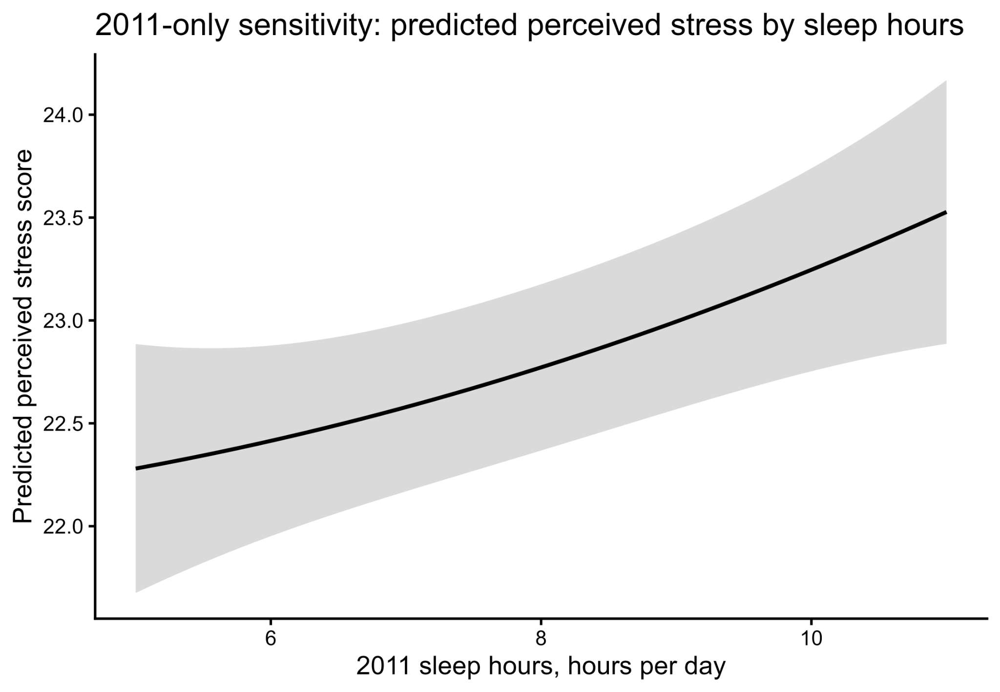 2011-only sensitivity: predicted perceived stress by sleep hours
Predicted perceived stress score
24.0
23.5
23.0
22.5
22.0
6
8
10
2011 sleep hours, hours per day